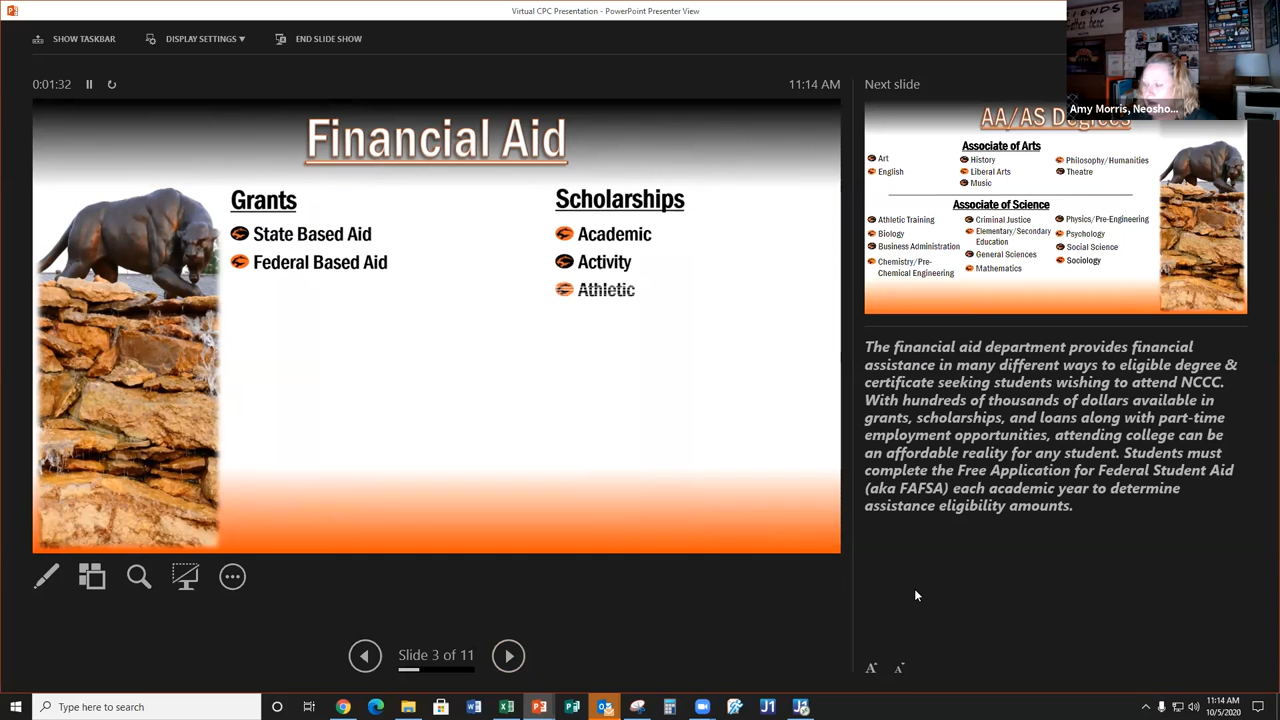 Virtual CPC Presentation - PowerPoint Presenter View
SHOW TASKBAR
DISPLAY SETTINGS
END SLIDE SHOW
0:01:32
11:14 AM
Next slide
Amy Morris, Neosho...
Financial Aid
Grants
State Based Aid
Federal Based Aid
Scholarships
Academic
Activity
Athletic
AA/AS Degrees
Associate of Arts
Art
English
History
Liberal Arts
Music
Philosophy/Humanities
Theatre
Associate of Science
Athletic Training
Biology
Business Administration
Chemistry/Pre-
Chemical Engineering
Criminal Justice
Elementary/Secondary
Education
General Sciences
Mathematics
Physics/Pre-Engineering
Psychology
Social Science
Sociology
The financial aid department provides financial
assistance in many different ways to eligible degree &
certificate seeking students wishing to attend NCCC.
With hundreds of thousands of dollars available in
grants, scholarships, and loans along with part-time
employment opportunities, attending college can be
an affordable reality for any student. Students must
complete the Free Application for Federal Student Aid
(aka FAFSA) each academic year to determine
assistance eligibility amounts.
Slide 3 of 11
A A
Type here to search
J1
11:14 AM
10/5/2020